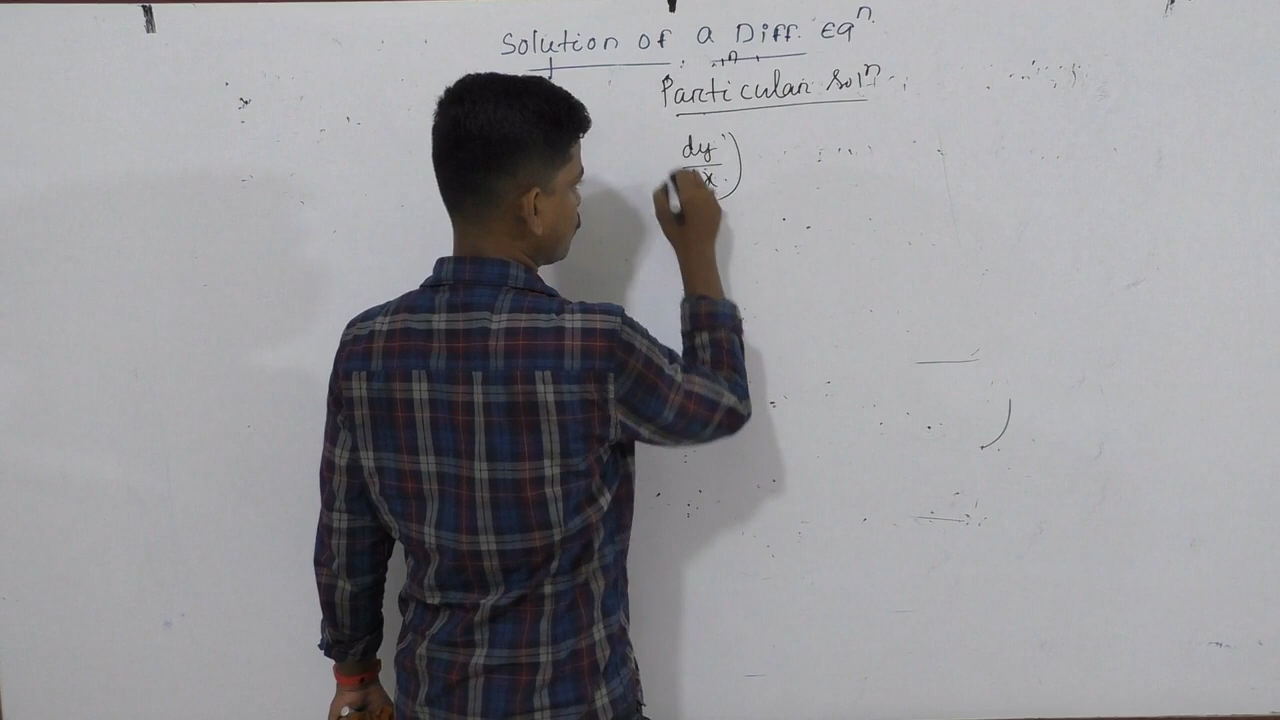 Solution of a Diff. Eqⁿ.
Particular Solⁿ
dy)
x